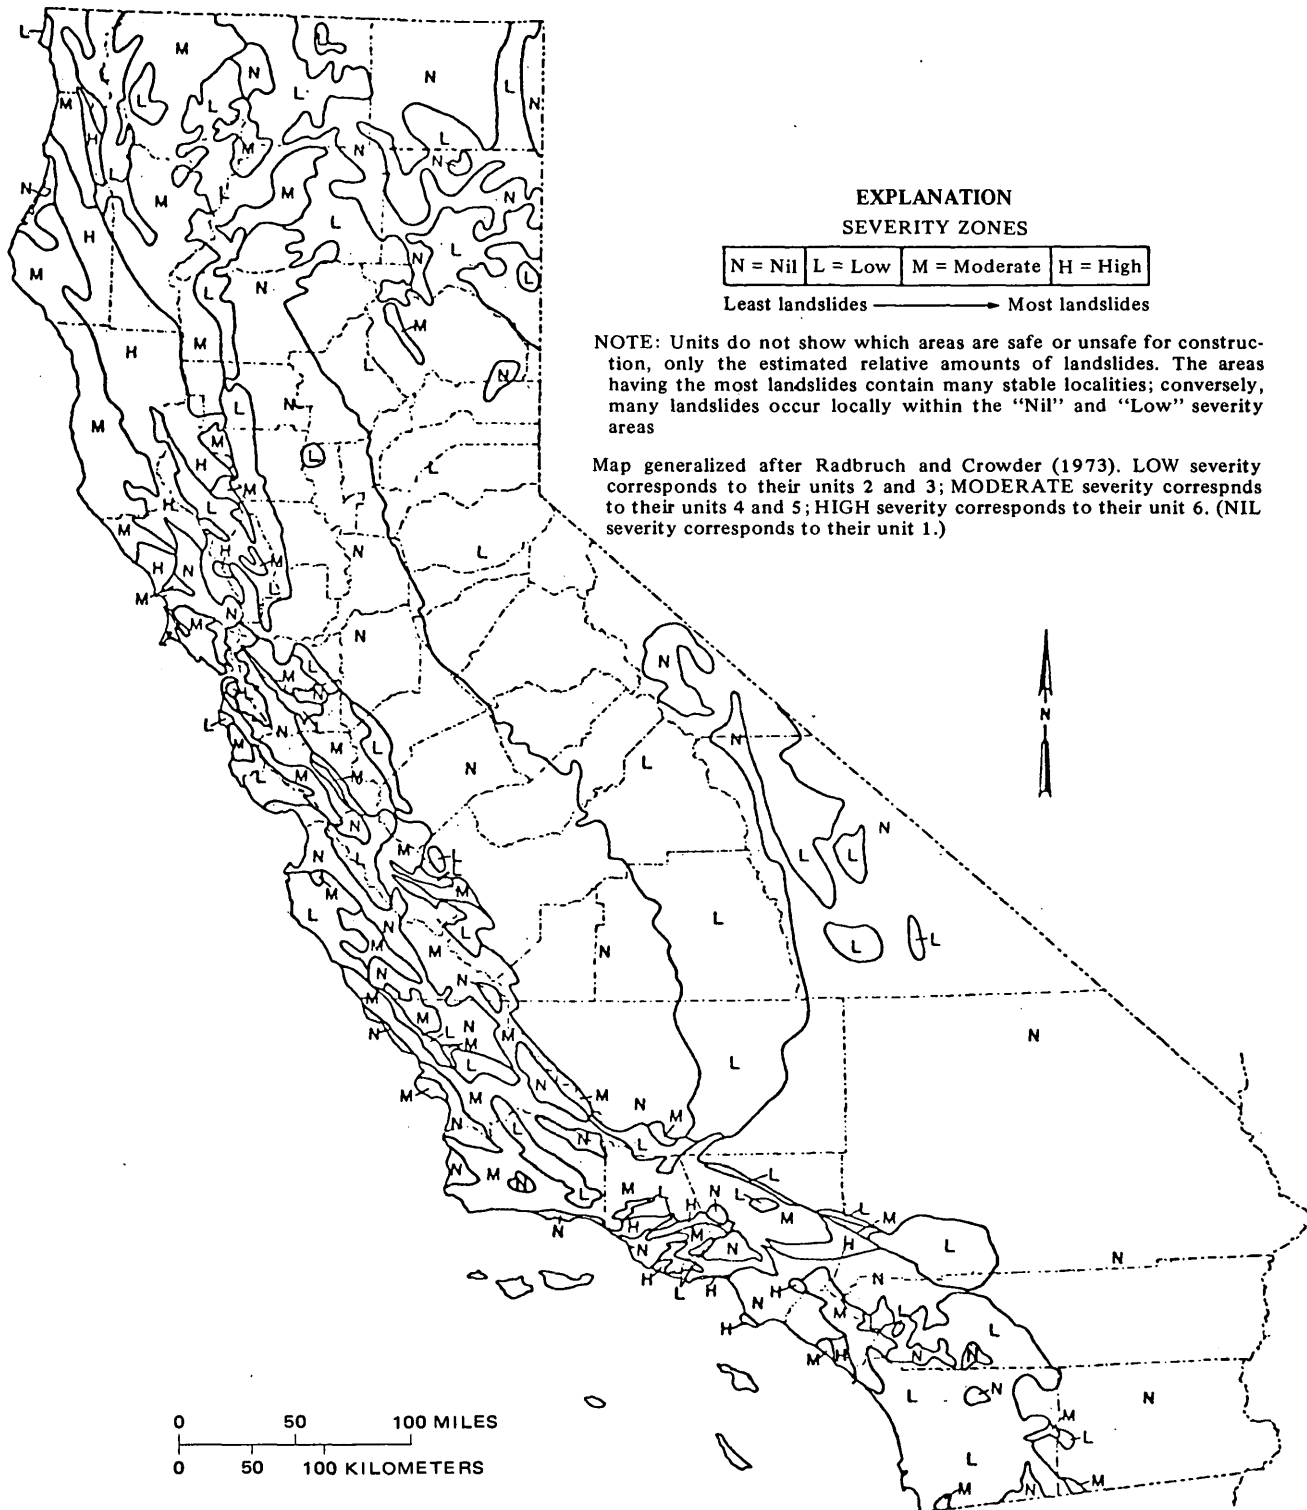 EXPLANATION
SEVERITY ZONES
N = Nil L = Low M = Moderate H = High
Least landslides Most landslides
NOTE: Units do not show which areas are safe or unsafe for construc-
tion, only the estimated relative amounts of landslides. The areas
having the most landslides contain many stable localities; conversely,
many landslides occur locally within the “Nil” and “Low” severity
areas
Map generalized after Radbruch and Crowder (1973). LOW severity
corresponds to their units 2 and 3; MODERATE severity correspnds
to their units 4 and 5; HIGH severity corresponds to their unit 6. (NIL
severity corresponds to their unit 1.)
N
0 50 100 MILES
0 50 100 KILOMETERS